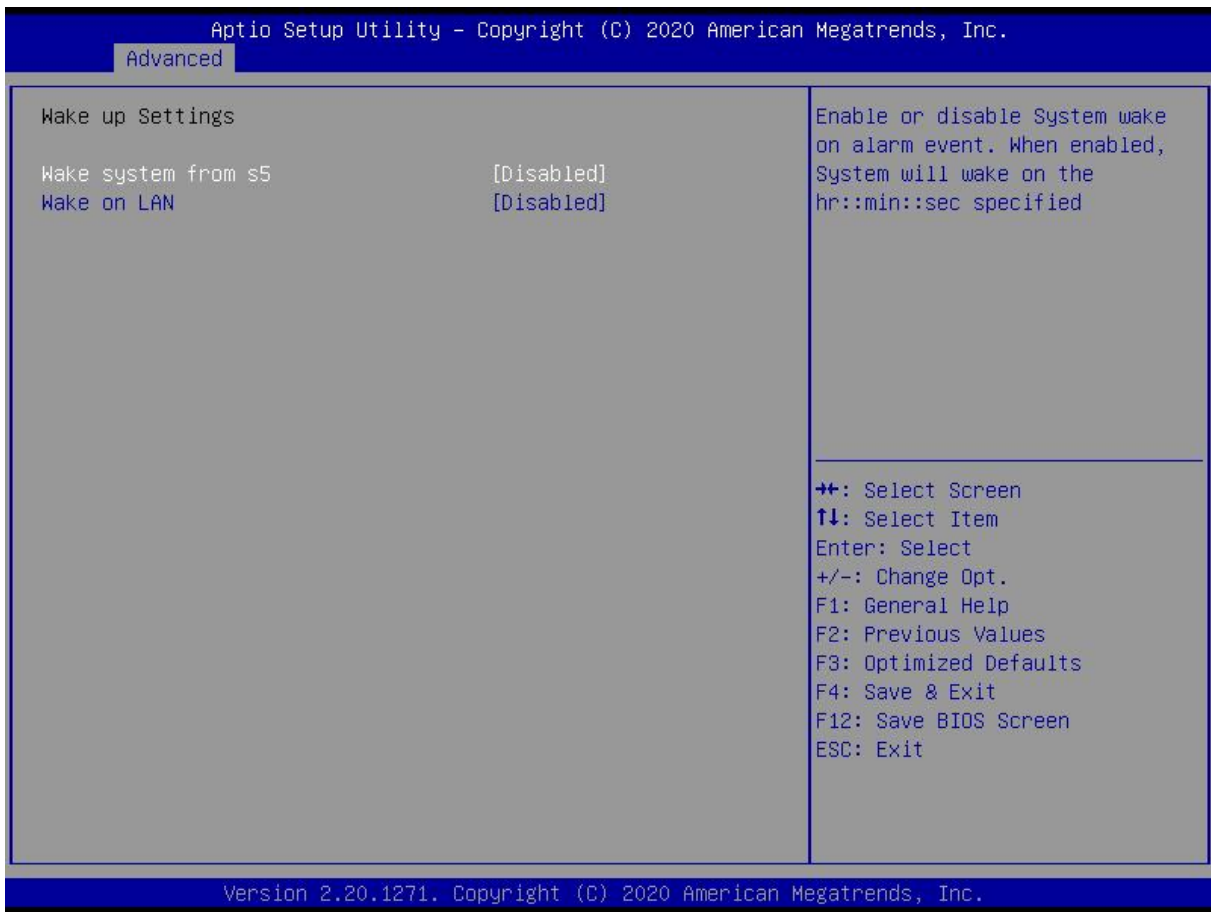 Aptio Setup Utility – Copyright (C) 2020 American Megatrends, Inc.
Advanced
Wake up Settings
Wake system from s5 [Disabled]
Wake on LAN [Disabled]
Enable or disable System wake
on alarm event. When enabled,
System will wake on the
hr::min::sec specified
→←: Select Screen
↑↓: Select Item
Enter: Select
+/-: Change Opt.
F1: General Help
F2: Previous Values
F3: Optimized Defaults
F4: Save & Exit
F12: Save BIOS Screen
ESC: Exit
Version 2.20.1271. Copyright (C) 2020 American Megatrends, Inc.